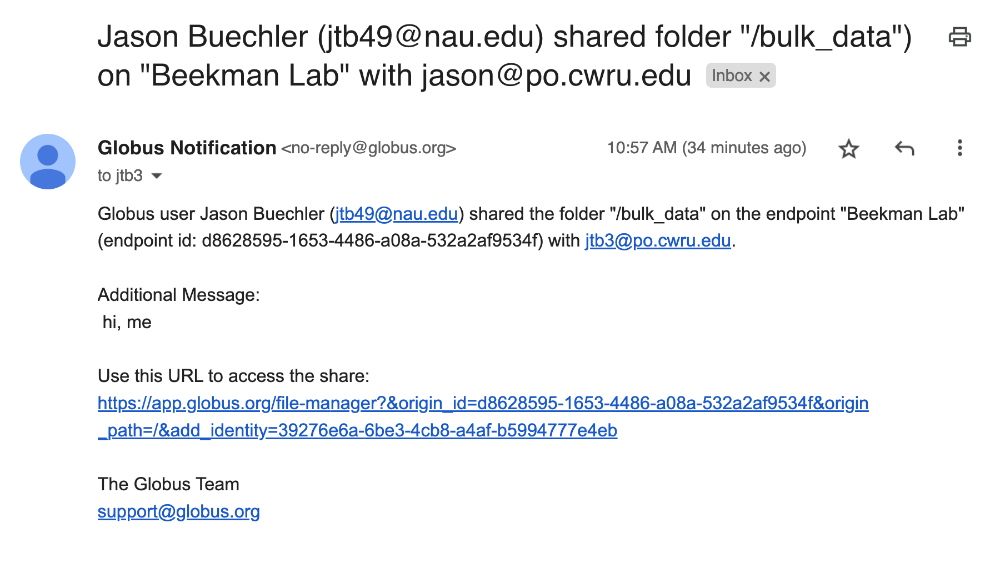 Jason Buechler (jtb49@nau.edu) shared folder "/bulk_data")
on "Beekman Lab" with jason@po.cwru.edu Inbox x
Globus Notification <no-reply@globus.org> 10:57 AM (34 minutes ago)
to jtb3
Globus user Jason Buechler (jtb49@nau.edu) shared the folder "/bulk_data" on the endpoint "Beekman Lab"
(endpoint id: d8628595-1653-4486-a08a-532a2af9534f) with jtb3@po.cwru.edu.
Additional Message:
hi, me
Use this URL to access the share:
https://app.globus.org/file-manager?&origin_id=d8628595-1653-4486-a08a-532a2af9534f&origin
_path=/&add_identity=39276e6a-6be3-4cb8-a4af-b5994777e4eb
The Globus Team
support@globus.org